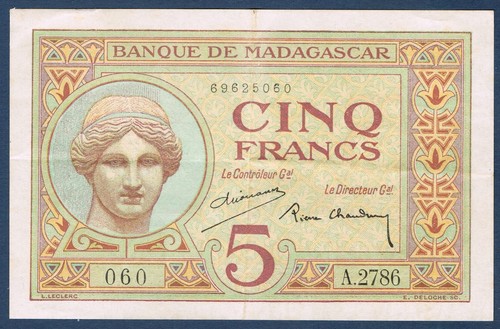 BANQUE DE MADAGASCAR
69625060
CINQ
FRANCS
Le Contrôleur Gal
Le Directeur Gal
5
060
A.2786
L. LECLERC
E. DELOCHE-SC.